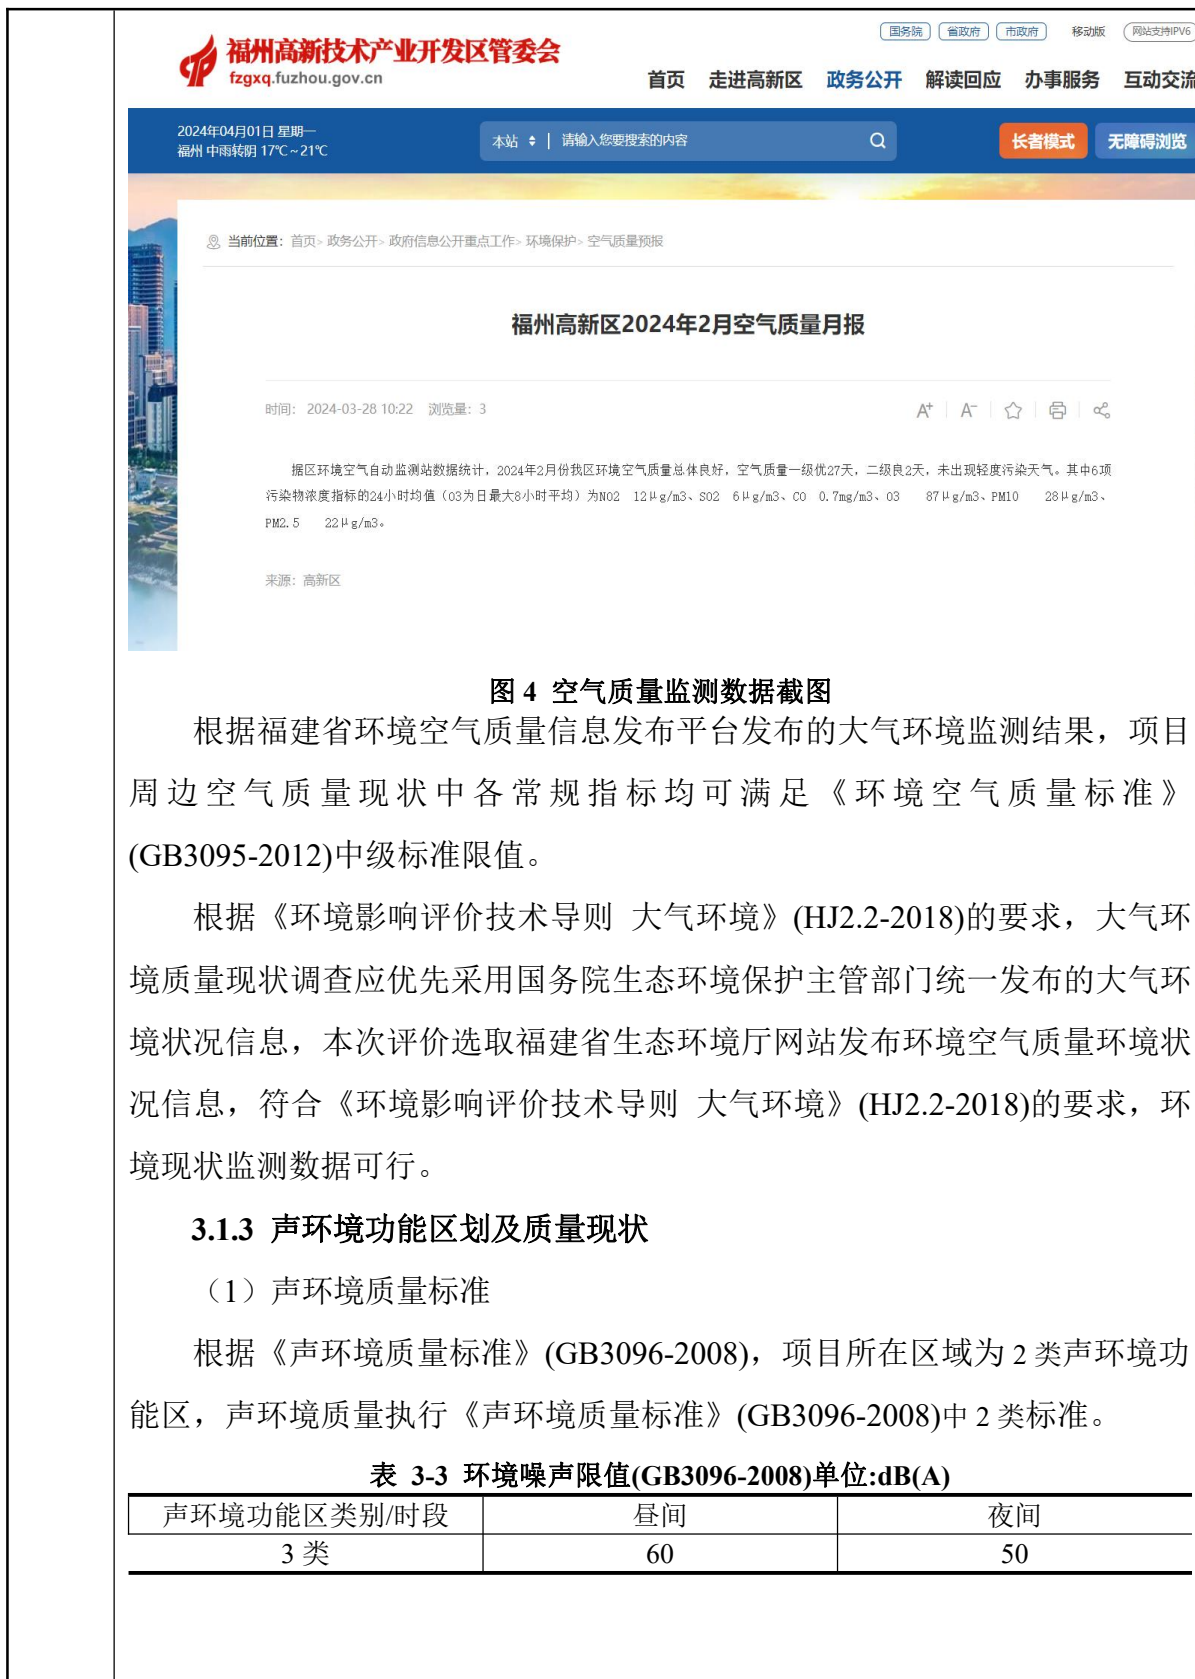 国务院 省政府 市政府 移动版 网站支持IPV6
福州高新技术产业开发区管委会
fzgxq.fuzhou.gov.cn
首页 走进高新区 政务公开 解读回应 办事服务 互动交流
2024年04月01日 星期一
福州 中雨转阴 17℃~21℃
本站 | 请输入您要搜索的内容
长者模式 无障碍浏览
当前位置：首页> 政务公开> 政府信息公开重点工作> 环境保护> 空气质量预报
福州高新区2024年2月空气质量月报
时间： 2024-03-28 10:22 浏览量：3
A+ | A-
据区环境空气自动监测站数据统计，2024年2月份我区环境空气质量总体良好，空气质量一级优27天，二级良2天，未出现轻度污染天气。其中6项
污染物浓度指标的24小时均值（O3为日最大8小时平均）为NO2 12μg/m3、SO2 6μg/m3、CO 0.7mg/m3、O3 87μg/m3、PM10 28μg/m3、
PM2.5 22μg/m3。
来源：高新区
图 4 空气质量监测数据截图
根据福建省环境空气质量信息发布平台发布的大气环境监测结果，项目
周边空气质量现状中各常规指标均可满足《环境空气质量标准》
(GB3095-2012)中级标准限值。
根据《环境影响评价技术导则 大气环境》(HJ2.2-2018)的要求，大气环
境质量现状调查应优先采用国务院生态环境保护主管部门统一发布的大气环
境状况信息，本次评价选取福建省生态环境厅网站发布环境空气质量环境状
况信息，符合《环境影响评价技术导则 大气环境》(HJ2.2-2018)的要求，环
境现状监测数据可行。
3.1.3 声环境功能区划及质量现状
（1）声环境质量标准
根据《声环境质量标准》(GB3096-2008)，项目所在区域为 2 类声环境功
能区，声环境质量执行《声环境质量标准》(GB3096-2008)中 2 类标准。
表 3-3 环境噪声限值(GB3096-2008)单位:dB(A)
声环境功能区类别/时段 昼间 夜间
3 类 60 50